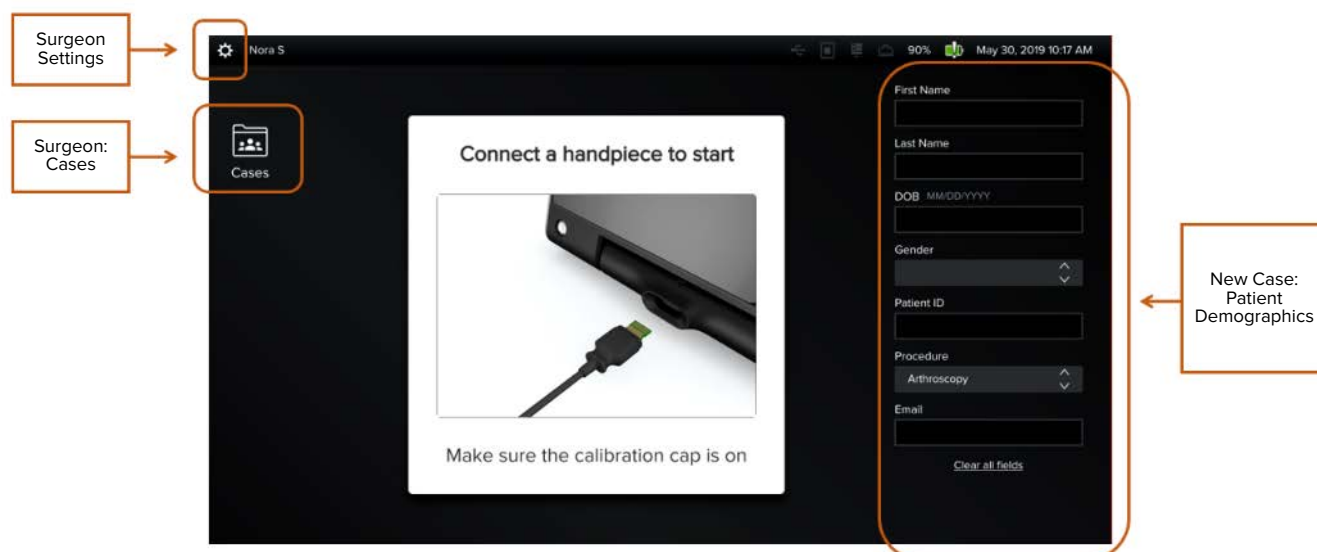 Surgeon
Settings
Nora S
90%
May 30, 2019 10:17 AM
Surgeon:
Cases
Cases
Connect a handpiece to start
Make sure the calibration cap is on
First Name
Last Name
DOB MM/DD/YYYY
Gender
Patient ID
Procedure
Arthroscopy
Email
Clear all fields
New Case:
Patient
Demographics